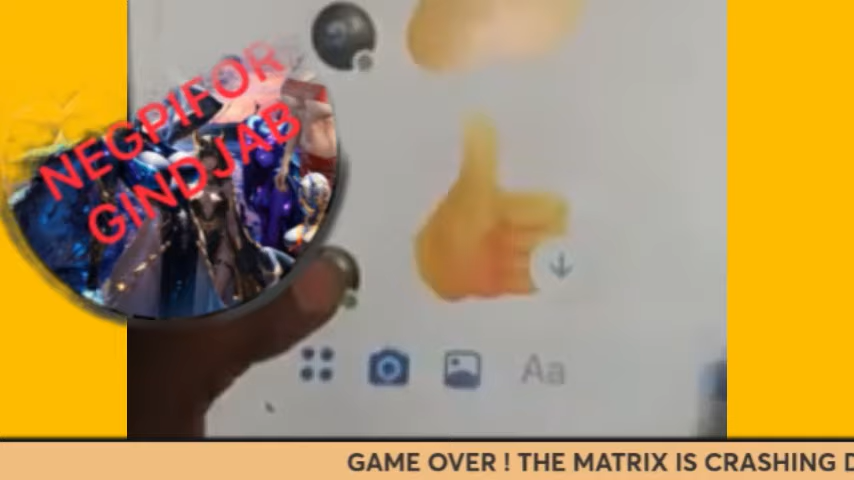 NEGPIFOR
GINDJAB
Aa
GAME OVER ! THE MATRIX IS CRASHING D